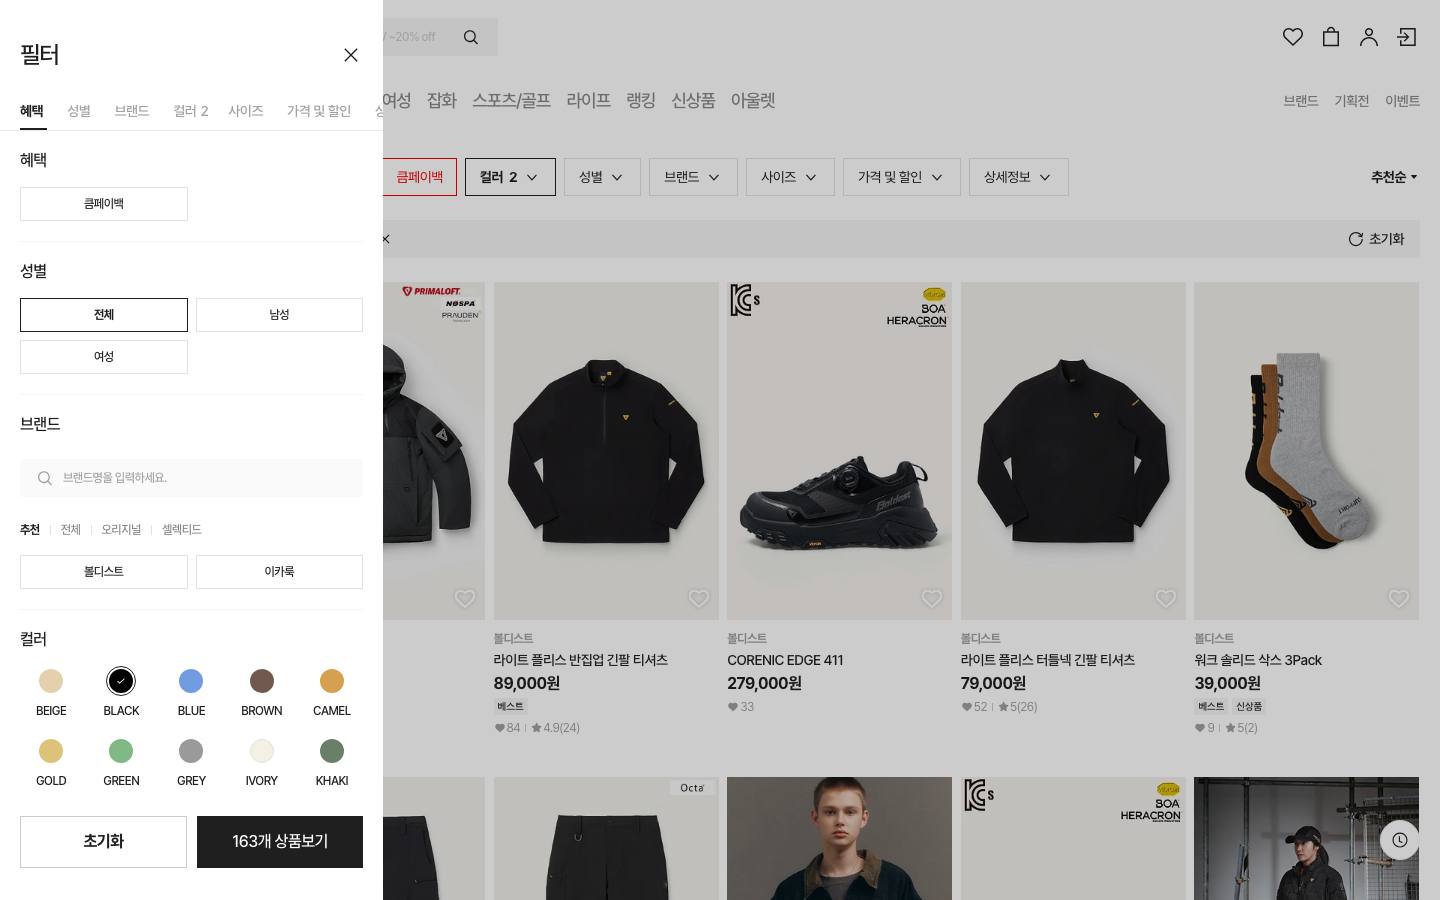 필터
혜택 성별 브랜드 컬러 2 사이즈 가격 및 할인
혜택
큼페이백
성별
전체 남성
여성
브랜드
브랜드명을 입력하세요.
추천 전체 오리지널 셀렉티드
볼디스트 이카룩
컬러
BEIGE BLACK BLUE BROWN CAMEL
GOLD GREEN GREY IVORY KHAKI
초기화 163개 상품보기
/ ~20% off
여성 잡화 스포츠/골프 라이프 랭킹 신상품 아울렛
브랜드 기획전 이벤트
큼페이백 컬러 2 성별 브랜드 사이즈 가격 및 할인 상세정보
추천순
초기화
PRIMALOFT.
NØSPA
PRAUDEN
KCs
BOA
HERACRON
Boldest
볼디스트
라이트 플리스 반집업 긴팔 티셔츠
89,000원
베스트
84 4.9(24)
볼디스트
CORENIC EDGE 411
279,000원
33
볼디스트
라이트 플리스 터틀넥 긴팔 티셔츠
79,000원
52 5(26)
볼디스트
워크 솔리드 삭스 3Pack
39,000원
베스트 신상품
9 5(2)
Octa
KCs
BOA
HERACRON